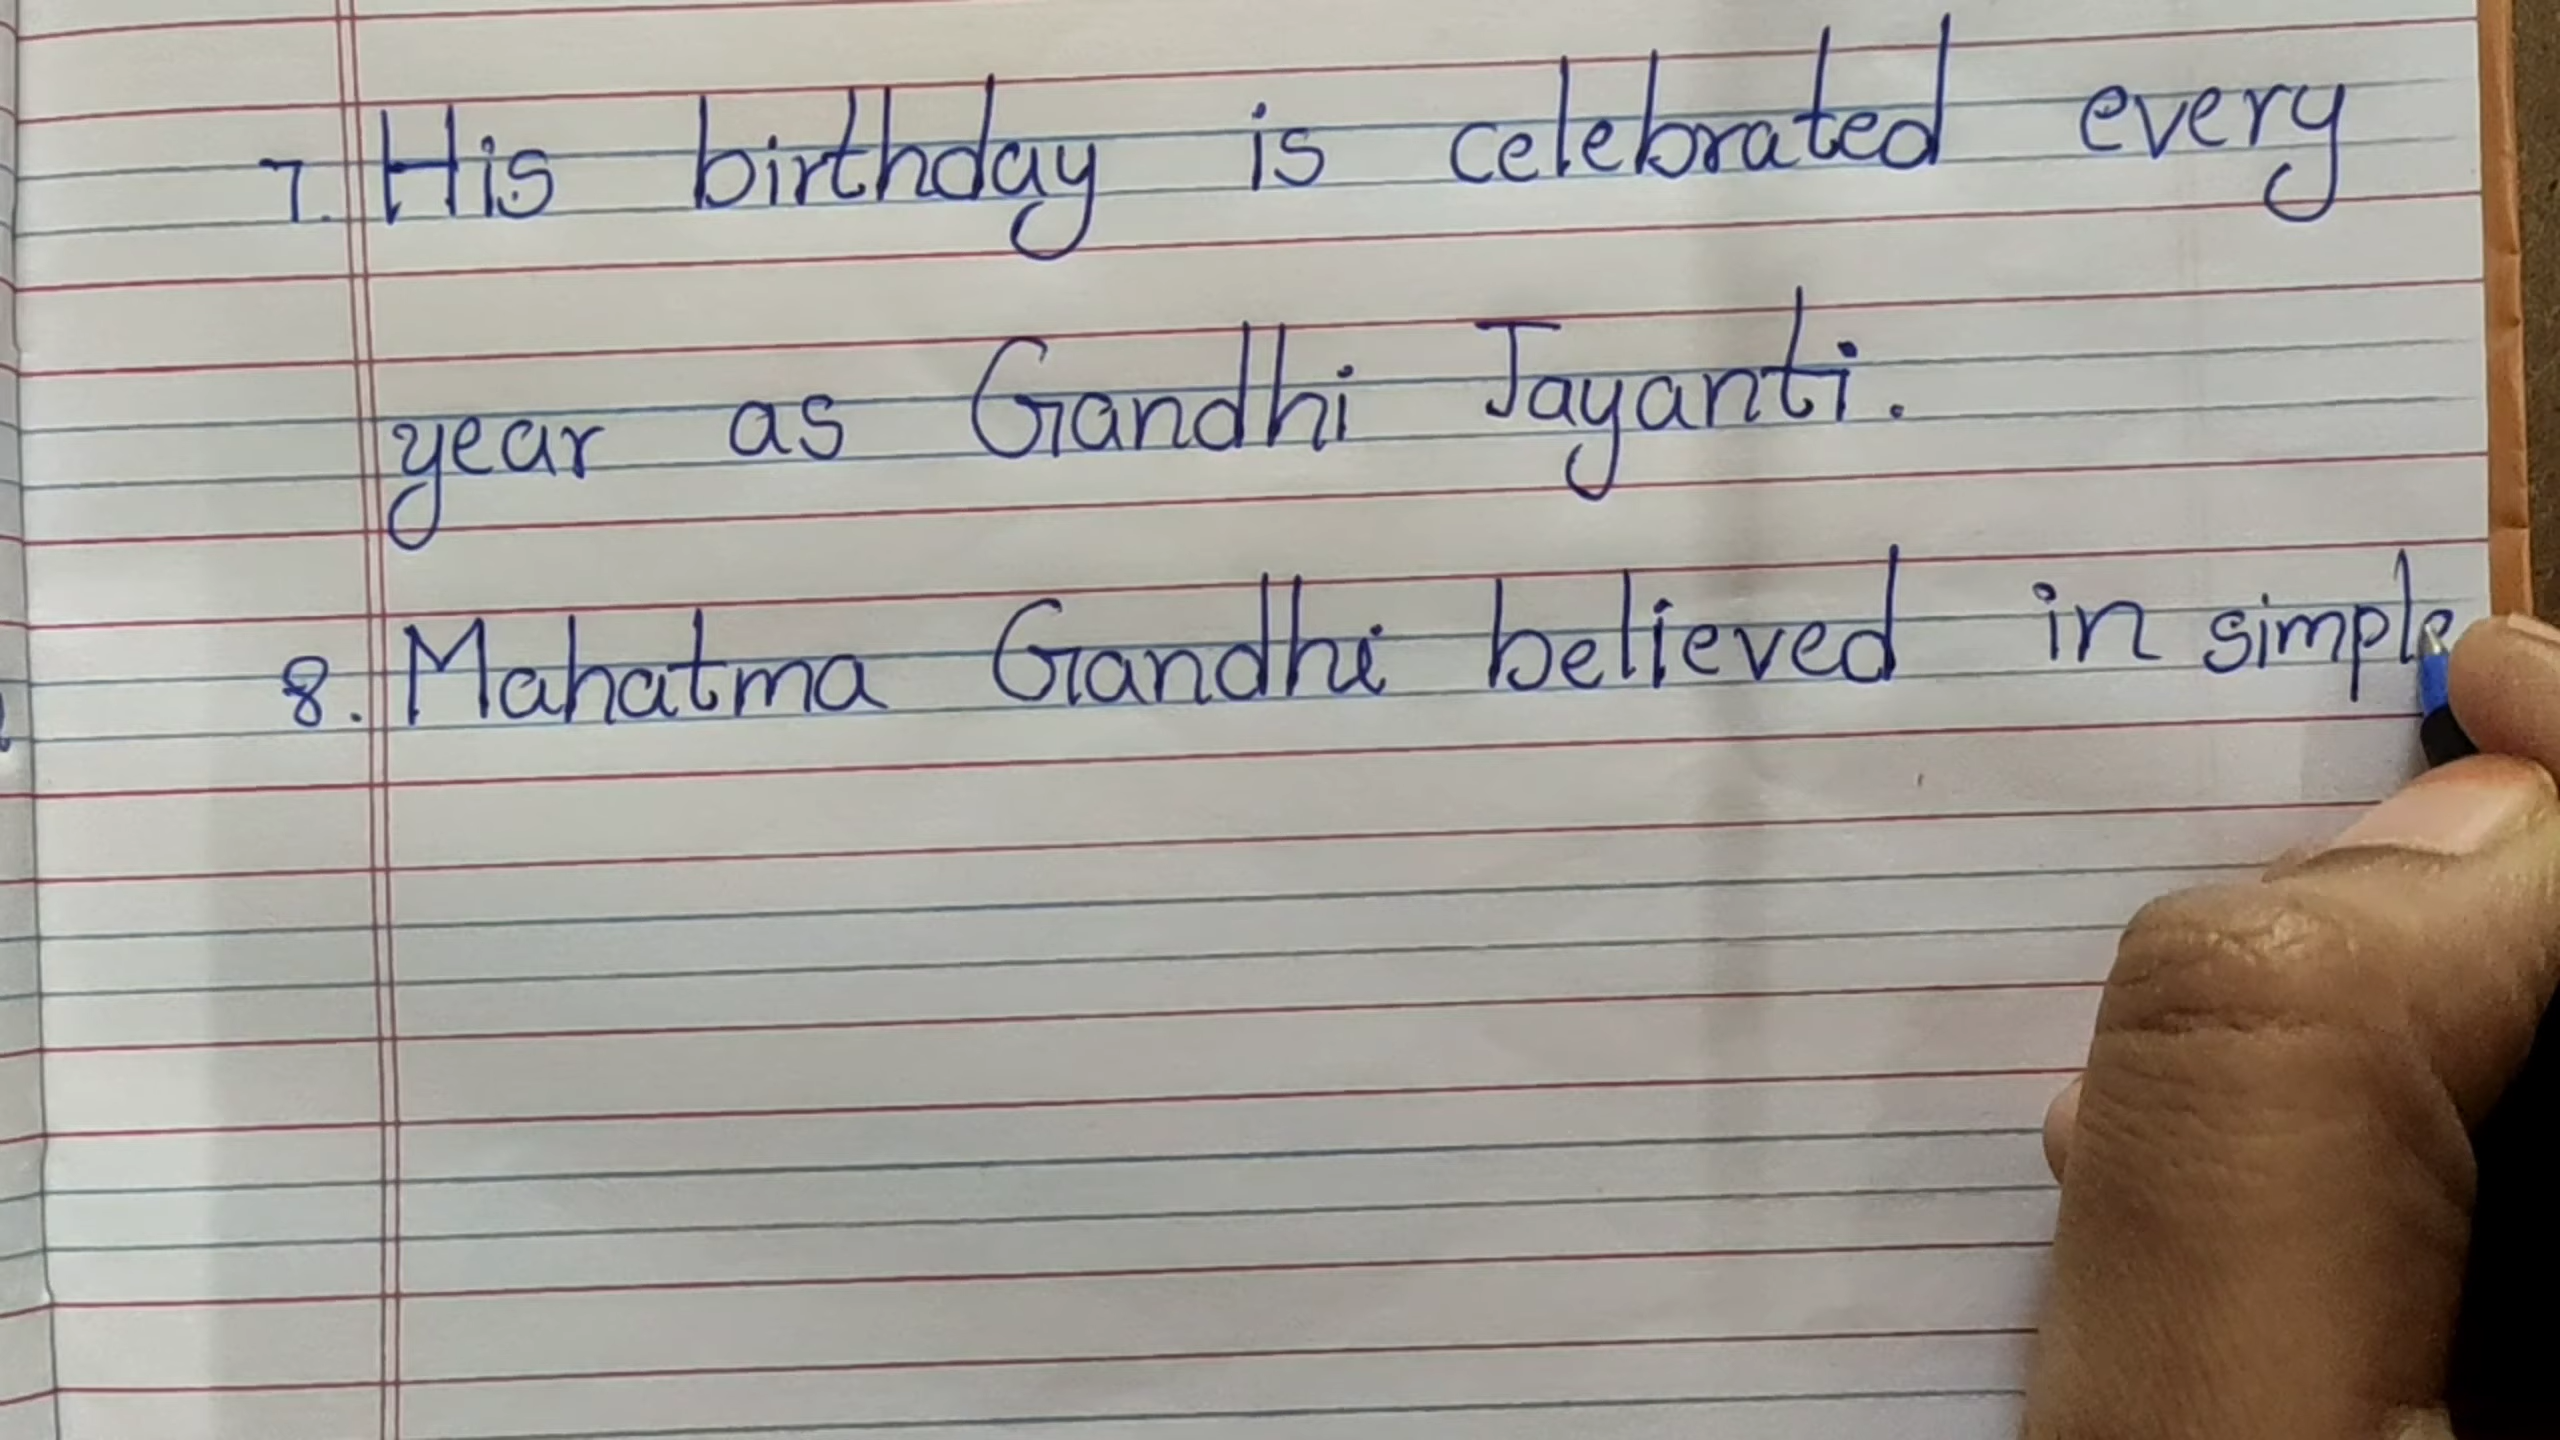 7. His birthday is celebrated every
year as Gandhi Jayanti.
8. Mahatma Gandhi believed in simple